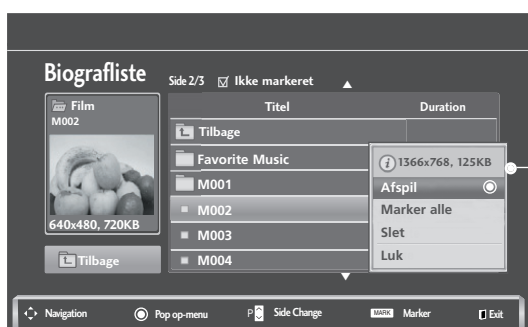 Biografliste
Side 2/3 Ikke markeret
Film
M002
640x480, 720KB
Tilbage
Titel Duration
Tilbage
Favorite Music
M001
M002
M003
M004
1366x768, 125KB
Afspil
Marker alle
Slet
Luk
Navigation Pop op-menu P Side Change MARK Marker Exit